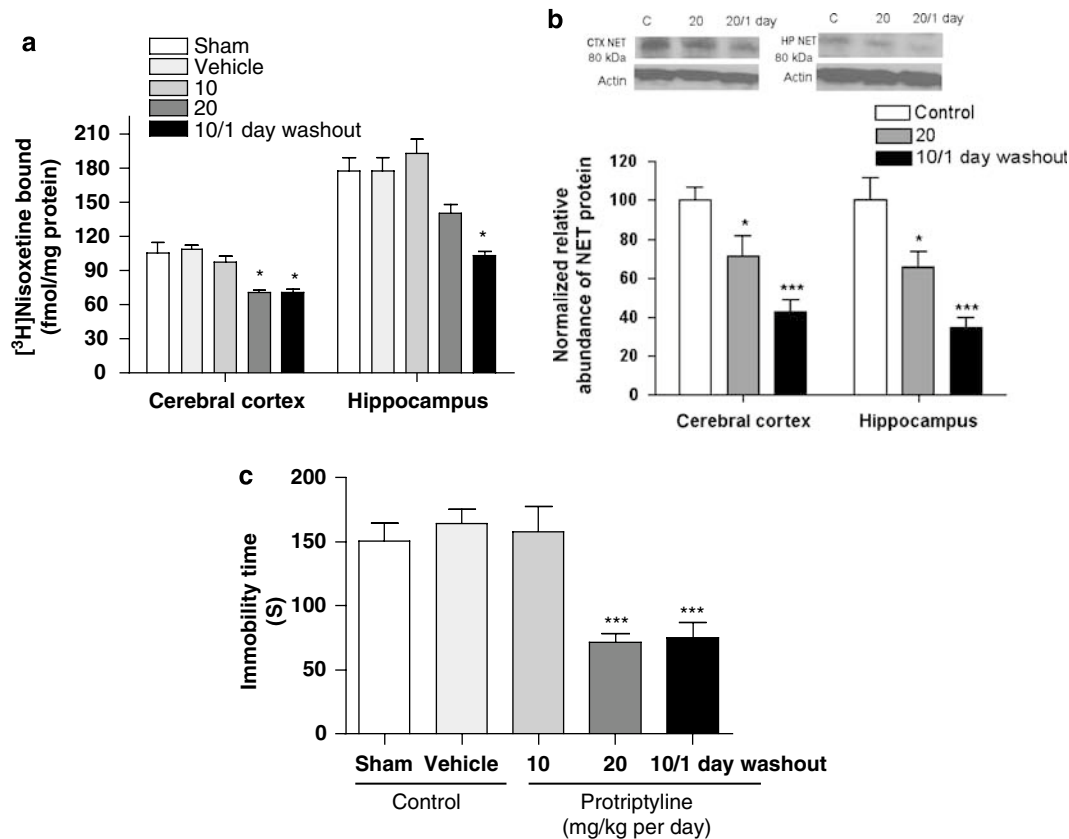 a
Sham
Vehicle
10
20
10/1 day washout
[³H]Nisoxetine bound
(fmol/mg protein)
210
180
150
120
90
60
30
0
* * *
Cerebral cortex Hippocampus
b
C 20 20/1 day C 20 20/1 day
CTX NET HP NET
80 kDa 80 kDa
Actin Actin
Control
20
10/1 day washout
Normalized relative
abundance of NET protein
120
100
80
60
40
20
0
* *** * ***
Cerebral cortex Hippocampus
c
Immobility time
(S)
200
150
100
50
0
*** ***
Sham Vehicle 10 20 10/1 day washout
Control Protriptyline
(mg/kg per day)